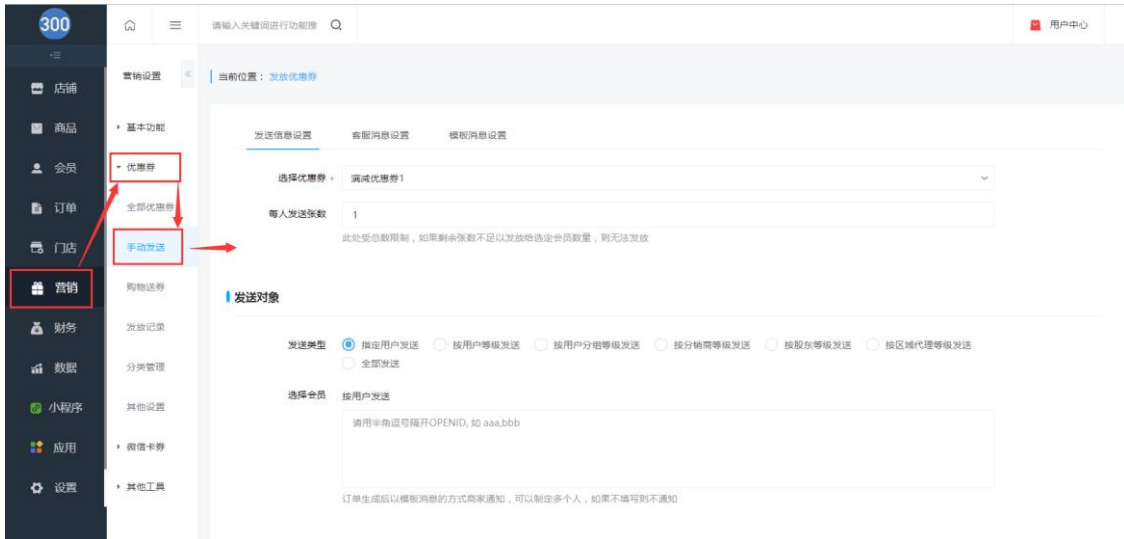 300
请输入关键词进行功能搜
用户中心
店铺
商品
会员
订单
门店
营销
财务
数据
小程序
应用
设置
营销设置
基本功能
优惠券
全部优惠券
手动发送
购物送券
发放记录
分类管理
其他设置
微信卡券
其他工具
当前位置：发放优惠券
发送信息设置 客服消息设置 模板消息设置
选择优惠券 * 满减优惠券1
每人发送张数 1
此处受总数限制，如果剩余张数不足以发放给选定会员数量，则无法发放
发送对象
发送类型 指定用户发送 按用户等级发送 按用户分组等级发送 按分销商等级发送 按股东等级发送 按区域代理等级发送
全部发送
选择会员 按用户发送
请用半角逗号隔开OPENID, 如 aaa,bbb
订单生成后以模板消息的方式商家通知，可以制定多个人，如果不填写则不通知